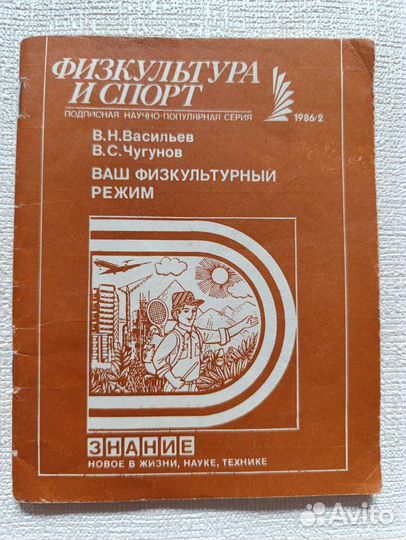 ФИЗКУЛЬТУРА
И СПОРТ
ПОДПИСНАЯ НАУЧНО-ПОПУЛЯРНАЯ СЕРИЯ
1986/2
В.Н.Васильев
В.С.Чугунов
ВАШ ФИЗКУЛЬТУРНЫЙ
РЕЖИМ
ЗНАНИЕ
НОВОЕ В ЖИЗНИ, НАУКЕ, ТЕХНИКЕ
Avito